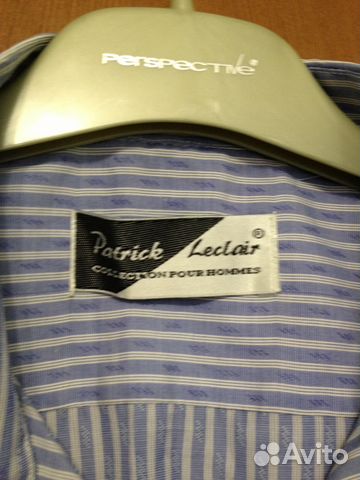 PERSPECTIVE®
Patrick Leclair®
COLLECTION POUR HOMMES
Avito